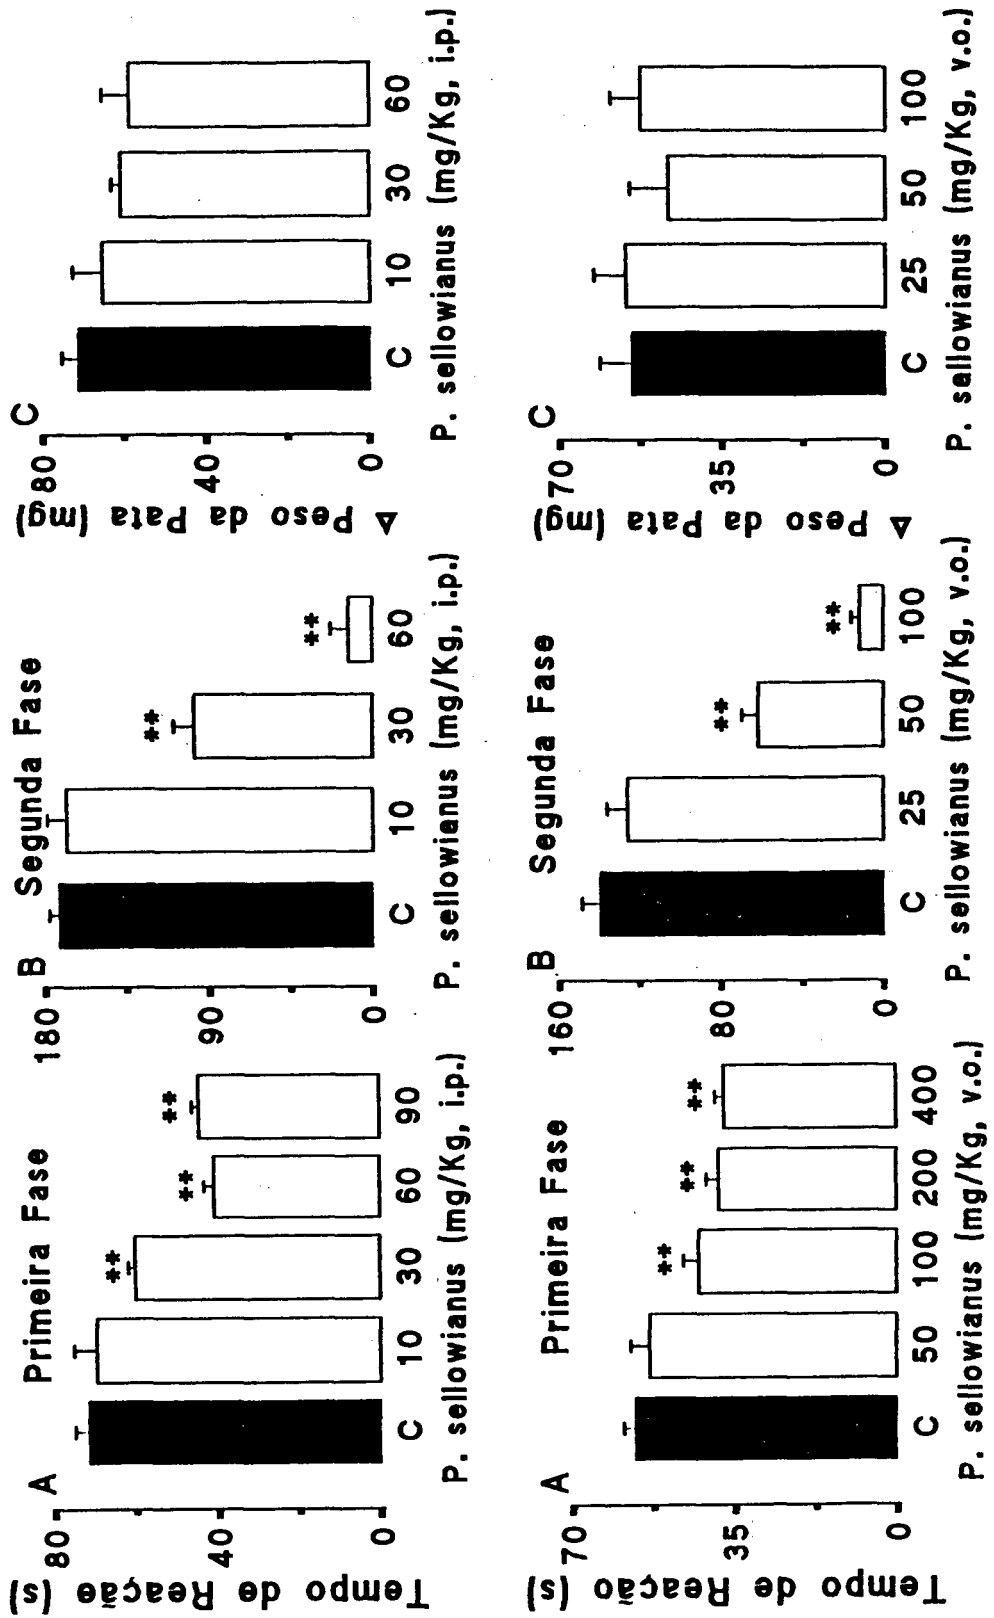 A Primeira Fase
Tempo de Reação (s)
80
40
0
** ** **
C 10 30 60 90
P. sellowianus (mg/Kg, i.p.)
B Segunda Fase
180
90
0
** **
C 10 30 60
P. sellowianus (mg/Kg, i.p.)
C
Δ Peso da Pata (mg)
80
40
0
C 10 30 60
P. sellowianus (mg/Kg, i.p.)
A Primeira Fase
Tempo de Reação (s)
70
35
0
** ** **
C 50 100 200 400
P. sellowianus (mg/Kg, v.o.)
B Segunda Fase
160
80
0
** **
C 25 50 100
P. sellowianus (mg/Kg, v.o.)
C
Δ Peso da Pata (mg)
70
35
0
C 25 50 100
P. sellowianus (mg/Kg, v.o.)